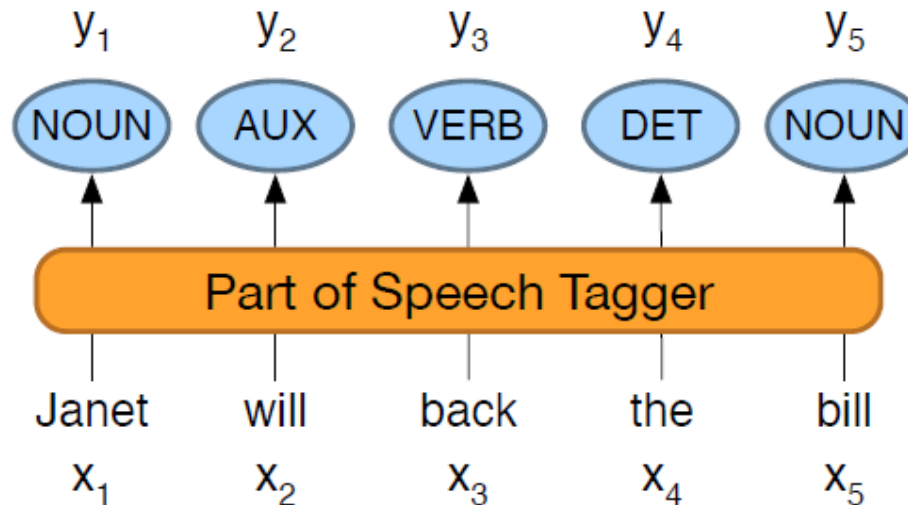 y₁ y₂ y₃ y₄ y₅
NOUN AUX VERB DET NOUN
Part of Speech Tagger
Janet will back the bill
x₁ x₂ x₃ x₄ x₅